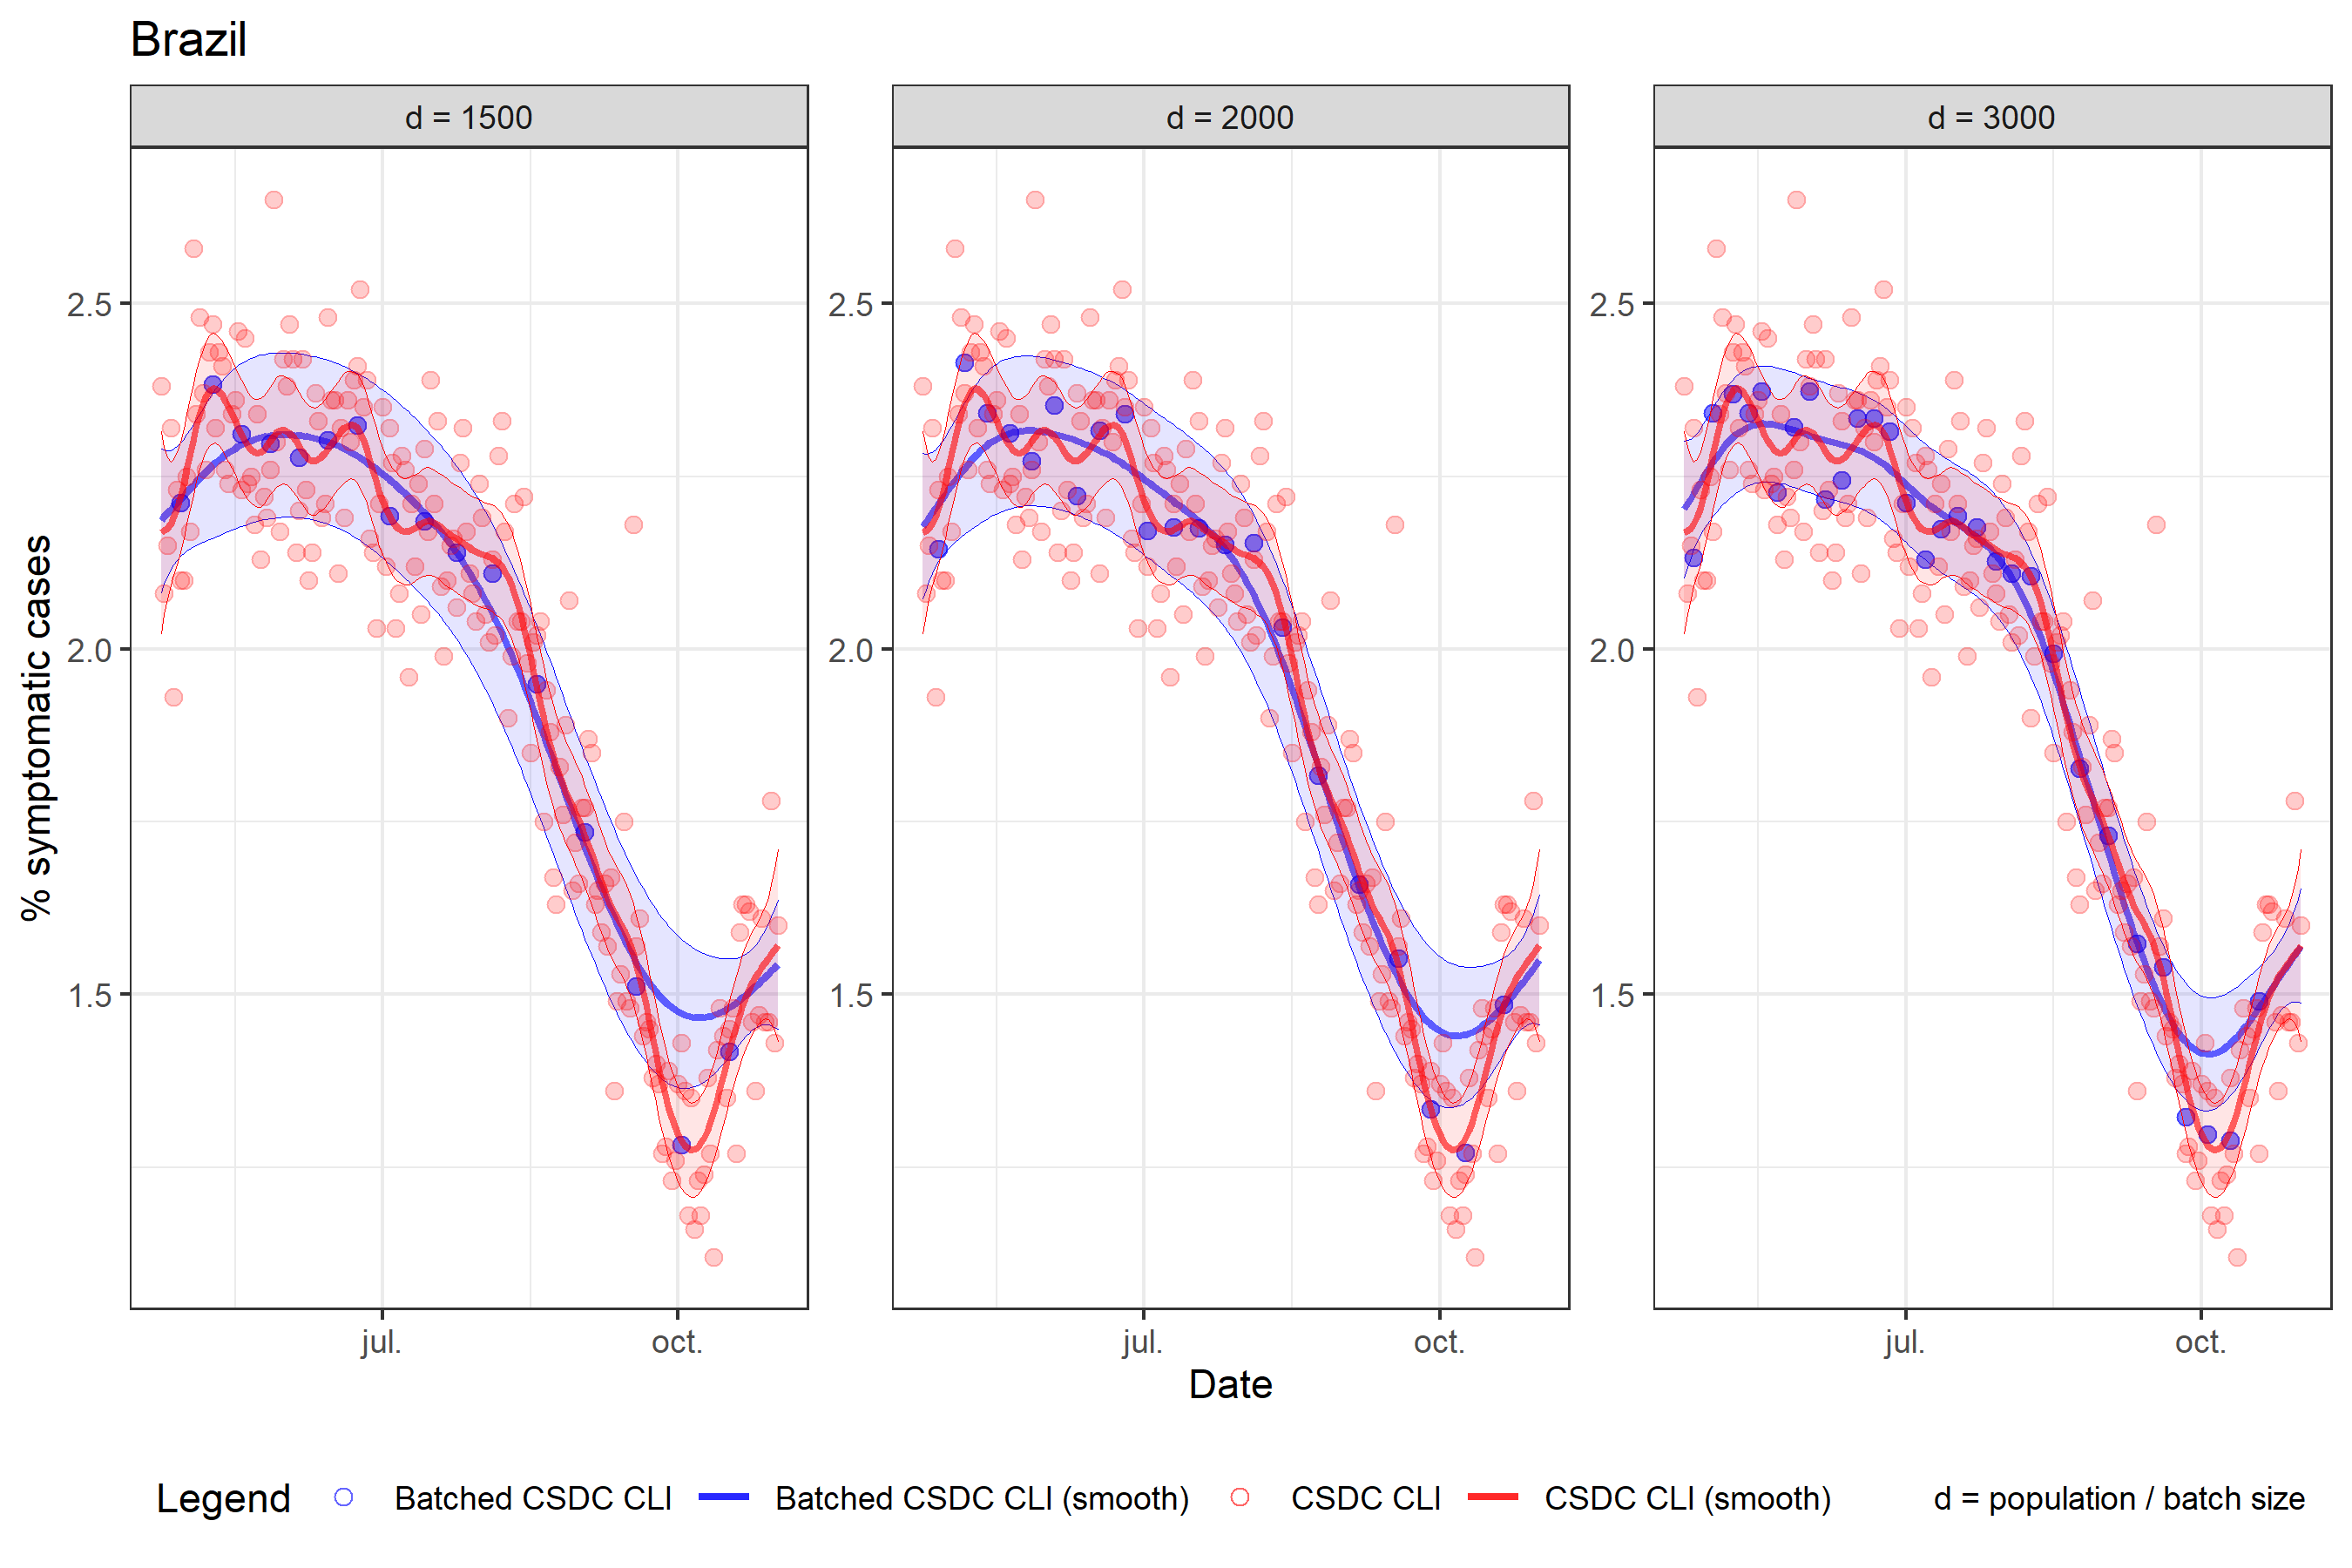 Brazil
d = 1500
d = 2000
d = 3000
% symptomatic cases
2.5
2.0
1.5
2.5
2.0
1.5
2.5
2.0
1.5
jul.
oct.
jul.
oct.
jul.
oct.
Date
Legend
Batched CSDC CLI
Batched CSDC CLI (smooth)
CSDC CLI
CSDC CLI (smooth)
d = population / batch size